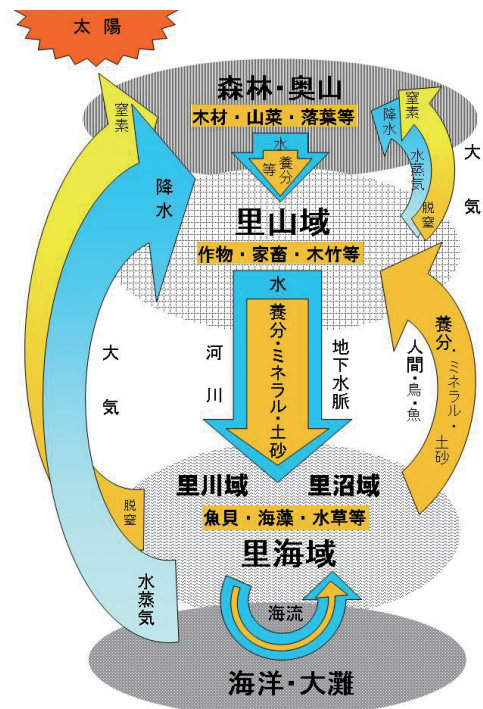 太陽
森林・奥山
木材・山菜・落葉等
窒素
降水
水
養分
等
窒素
降水
水蒸気
脱窒
大気
里山域
作物・家畜・木竹等
水
養分・ミネラル・土砂
河川
地下水脈
大気
養分・ミネラル・土砂
人間・鳥・魚
里川域
里沼域
魚貝・海藻・水草等
里海域
脱窒
水蒸気
海流
海洋・大灘